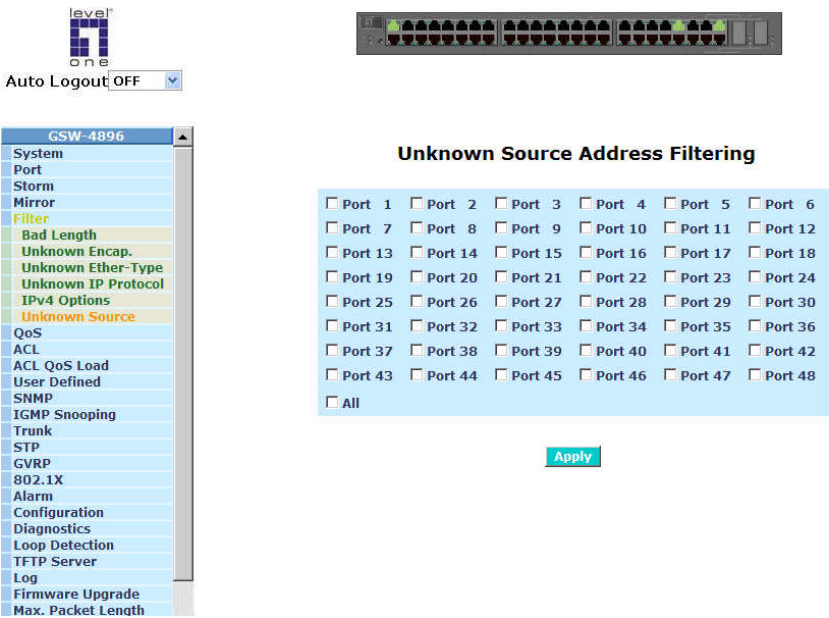 level
one
Auto Logout OFF
GSW-4896
System
Port
Storm
Mirror
Filter
Bad Length
Unknown Encap.
Unknown Ether-Type
Unknown IP Protocol
IPv4 Options
Unknown Source
QoS
ACL
ACL QoS Load
User Defined
SNMP
IGMP Snooping
Trunk
STP
GVRP
802.1X
Alarm
Configuration
Diagnostics
Loop Detection
TFTP Server
Log
Firmware Upgrade
Max. Packet Length
Unknown Source Address Filtering
Port 1 Port 2 Port 3 Port 4 Port 5 Port 6
Port 7 Port 8 Port 9 Port 10 Port 11 Port 12
Port 13 Port 14 Port 15 Port 16 Port 17 Port 18
Port 19 Port 20 Port 21 Port 22 Port 23 Port 24
Port 25 Port 26 Port 27 Port 28 Port 29 Port 30
Port 31 Port 32 Port 33 Port 34 Port 35 Port 36
Port 37 Port 38 Port 39 Port 40 Port 41 Port 42
Port 43 Port 44 Port 45 Port 46 Port 47 Port 48
All
Apply